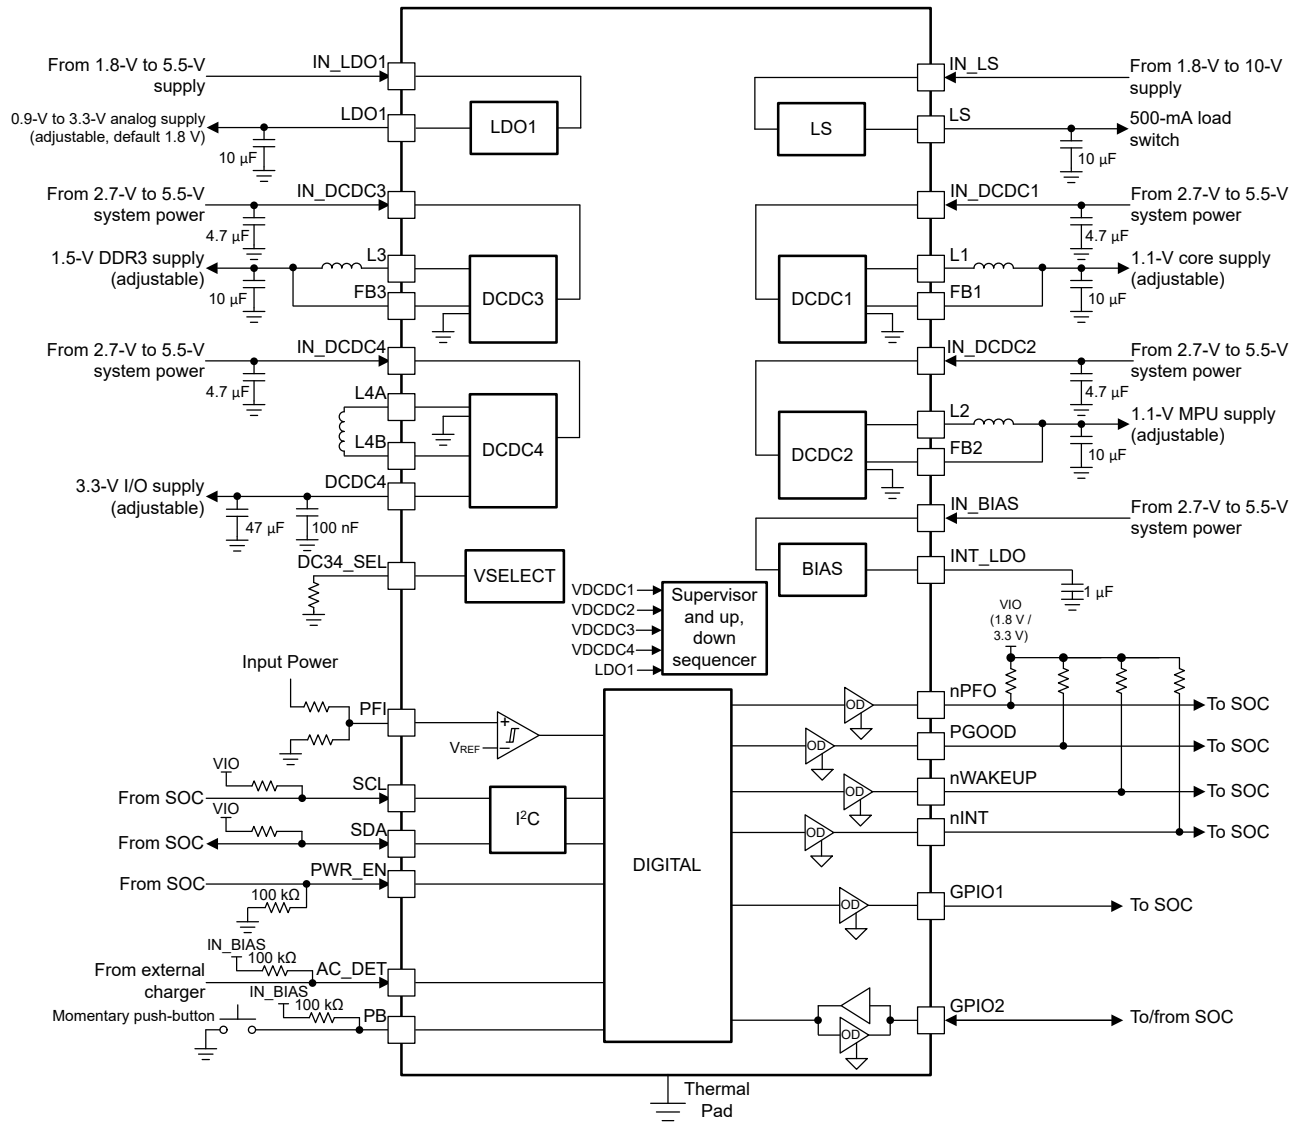 From 1.8-V to 5.5-V
supply
IN_LDO1
0.9-V to 3.3-V analog supply
(adjustable, default 1.8 V)
LDO1
10 µF
LDO1
From 2.7-V to 5.5-V
system power
IN_DCDC3
4.7 µF
1.5-V DDR3 supply
(adjustable)
L3
10 µF
FB3
DCDC3
From 2.7-V to 5.5-V
system power
IN_DCDC4
4.7 µF
L4A
L4B
DCDC4
3.3-V I/O supply
(adjustable)
DCDC4
47 µF
100 nF
DC34_SEL
VSELECT
IN_LS
From 1.8-V to 10-V
supply
LS
LS
500-mA load
switch
10 µF
IN_DCDC1
From 2.7-V to 5.5-V
system power
4.7 µF
L1
1.1-V core supply
(adjustable)
DCDC1
FB1
10 µF
IN_DCDC2
From 2.7-V to 5.5-V
system power
4.7 µF
L2
1.1-V MPU supply
(adjustable)
DCDC2
FB2
10 µF
IN_BIAS
From 2.7-V to 5.5-V
system power
BIAS
INT_LDO
1 µF
VDCDC1
VDCDC2
VDCDC3
VDCDC4
LDO1
Supervisor
and up,
down
sequencer
VIO
(1.8 V /
3.3 V)
Input Power
PFI
+
VREF
−
VIO
From SOC
SCL
VIO
From SOC
SDA
I²C
From SOC
PWR_EN
100 kΩ
IN_BIAS
100 kΩ
From external
charger
AC_DET
IN_BIAS
100 kΩ
Momentary push-button
PB
DIGITAL
OD
nPFO
To SOC
OD
PGOOD
To SOC
OD
nWAKEUP
To SOC
OD
nINT
To SOC
OD
GPIO1
To SOC
OD
GPIO2
To/from SOC
Thermal
Pad